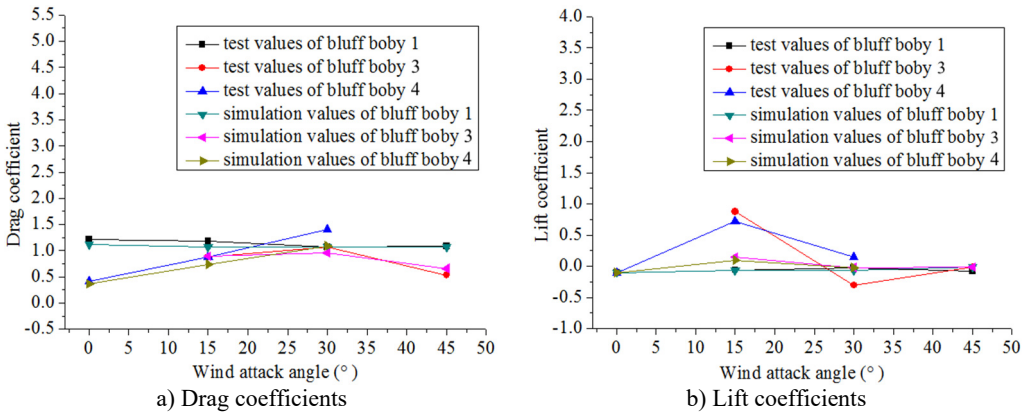 5.5
5.0
4.5
4.0
3.5
3.0
2.5
2.0
1.5
1.0
0.5
0.0
-0.5
Drag coefficient
test values of bluff boby 1
test values of bluff boby 3
test values of bluff boby 4
simulation values of bluff boby 1
simulation values of bluff boby 3
simulation values of bluff boby 4
0 5 10 15 20 25 30 35 40 45 50
Wind attack angle (° )
a) Drag coefficients
4.0
3.5
3.0
2.5
2.0
1.5
1.0
0.5
0.0
-0.5
-1.0
Lift coefficient
test values of bluff boby 1
test values of bluff boby 3
test values of bluff boby 4
simulation values of bluff boby 1
simulation values of bluff boby 3
simulation values of bluff boby 4
0 5 10 15 20 25 30 35 40 45 50
Wind attack angle (° )
b) Lift coefficients